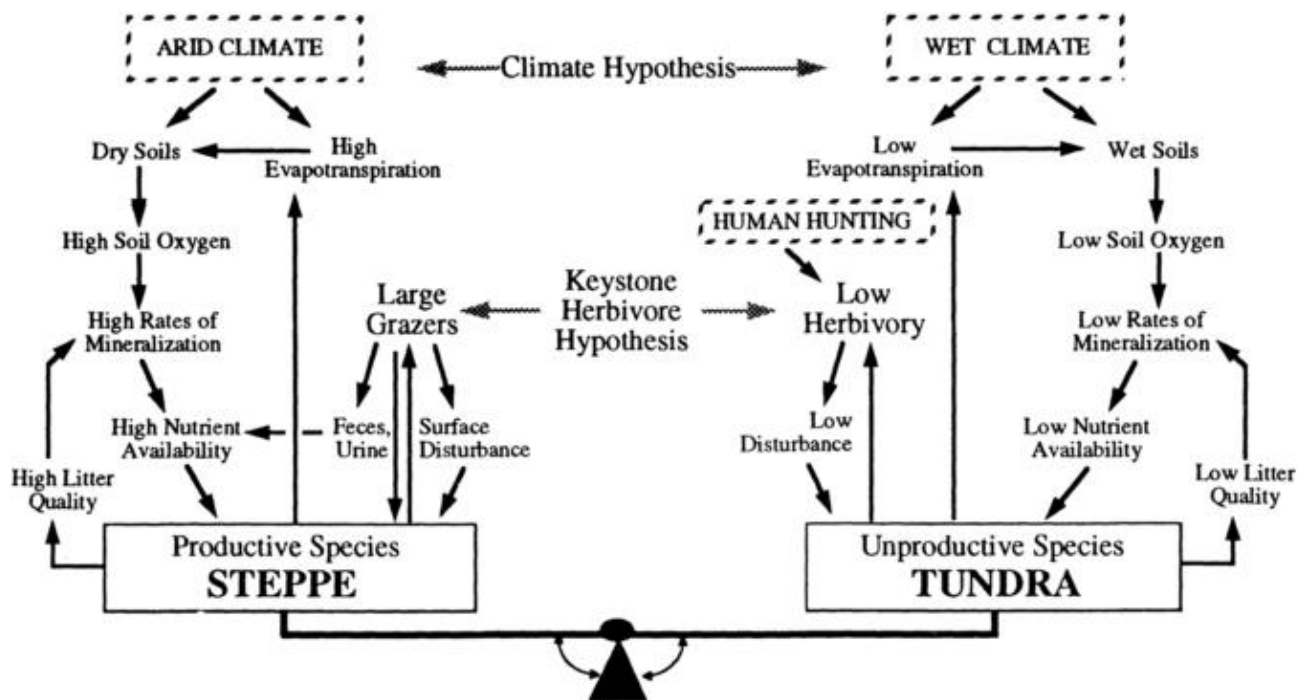 ARID CLIMATE
WET CLIMATE
Climate Hypothesis
Dry Soils
High
Evapotranspiration
Low
Evapotranspiration
Wet Soils
HUMAN HUNTING
High Soil Oxygen
Low Soil Oxygen
Large
Grazers
Keystone
Herbivore
Hypothesis
Low
Herbivory
High Rates of
Mineralization
Low Rates of
Mineralization
High Nutrient
Availability
Feces,
Urine
Surface
Disturbance
Low
Disturbance
Low Nutrient
Availability
High Litter
Quality
Low Litter
Quality
Productive Species
STEPPE
Unproductive Species
TUNDRA